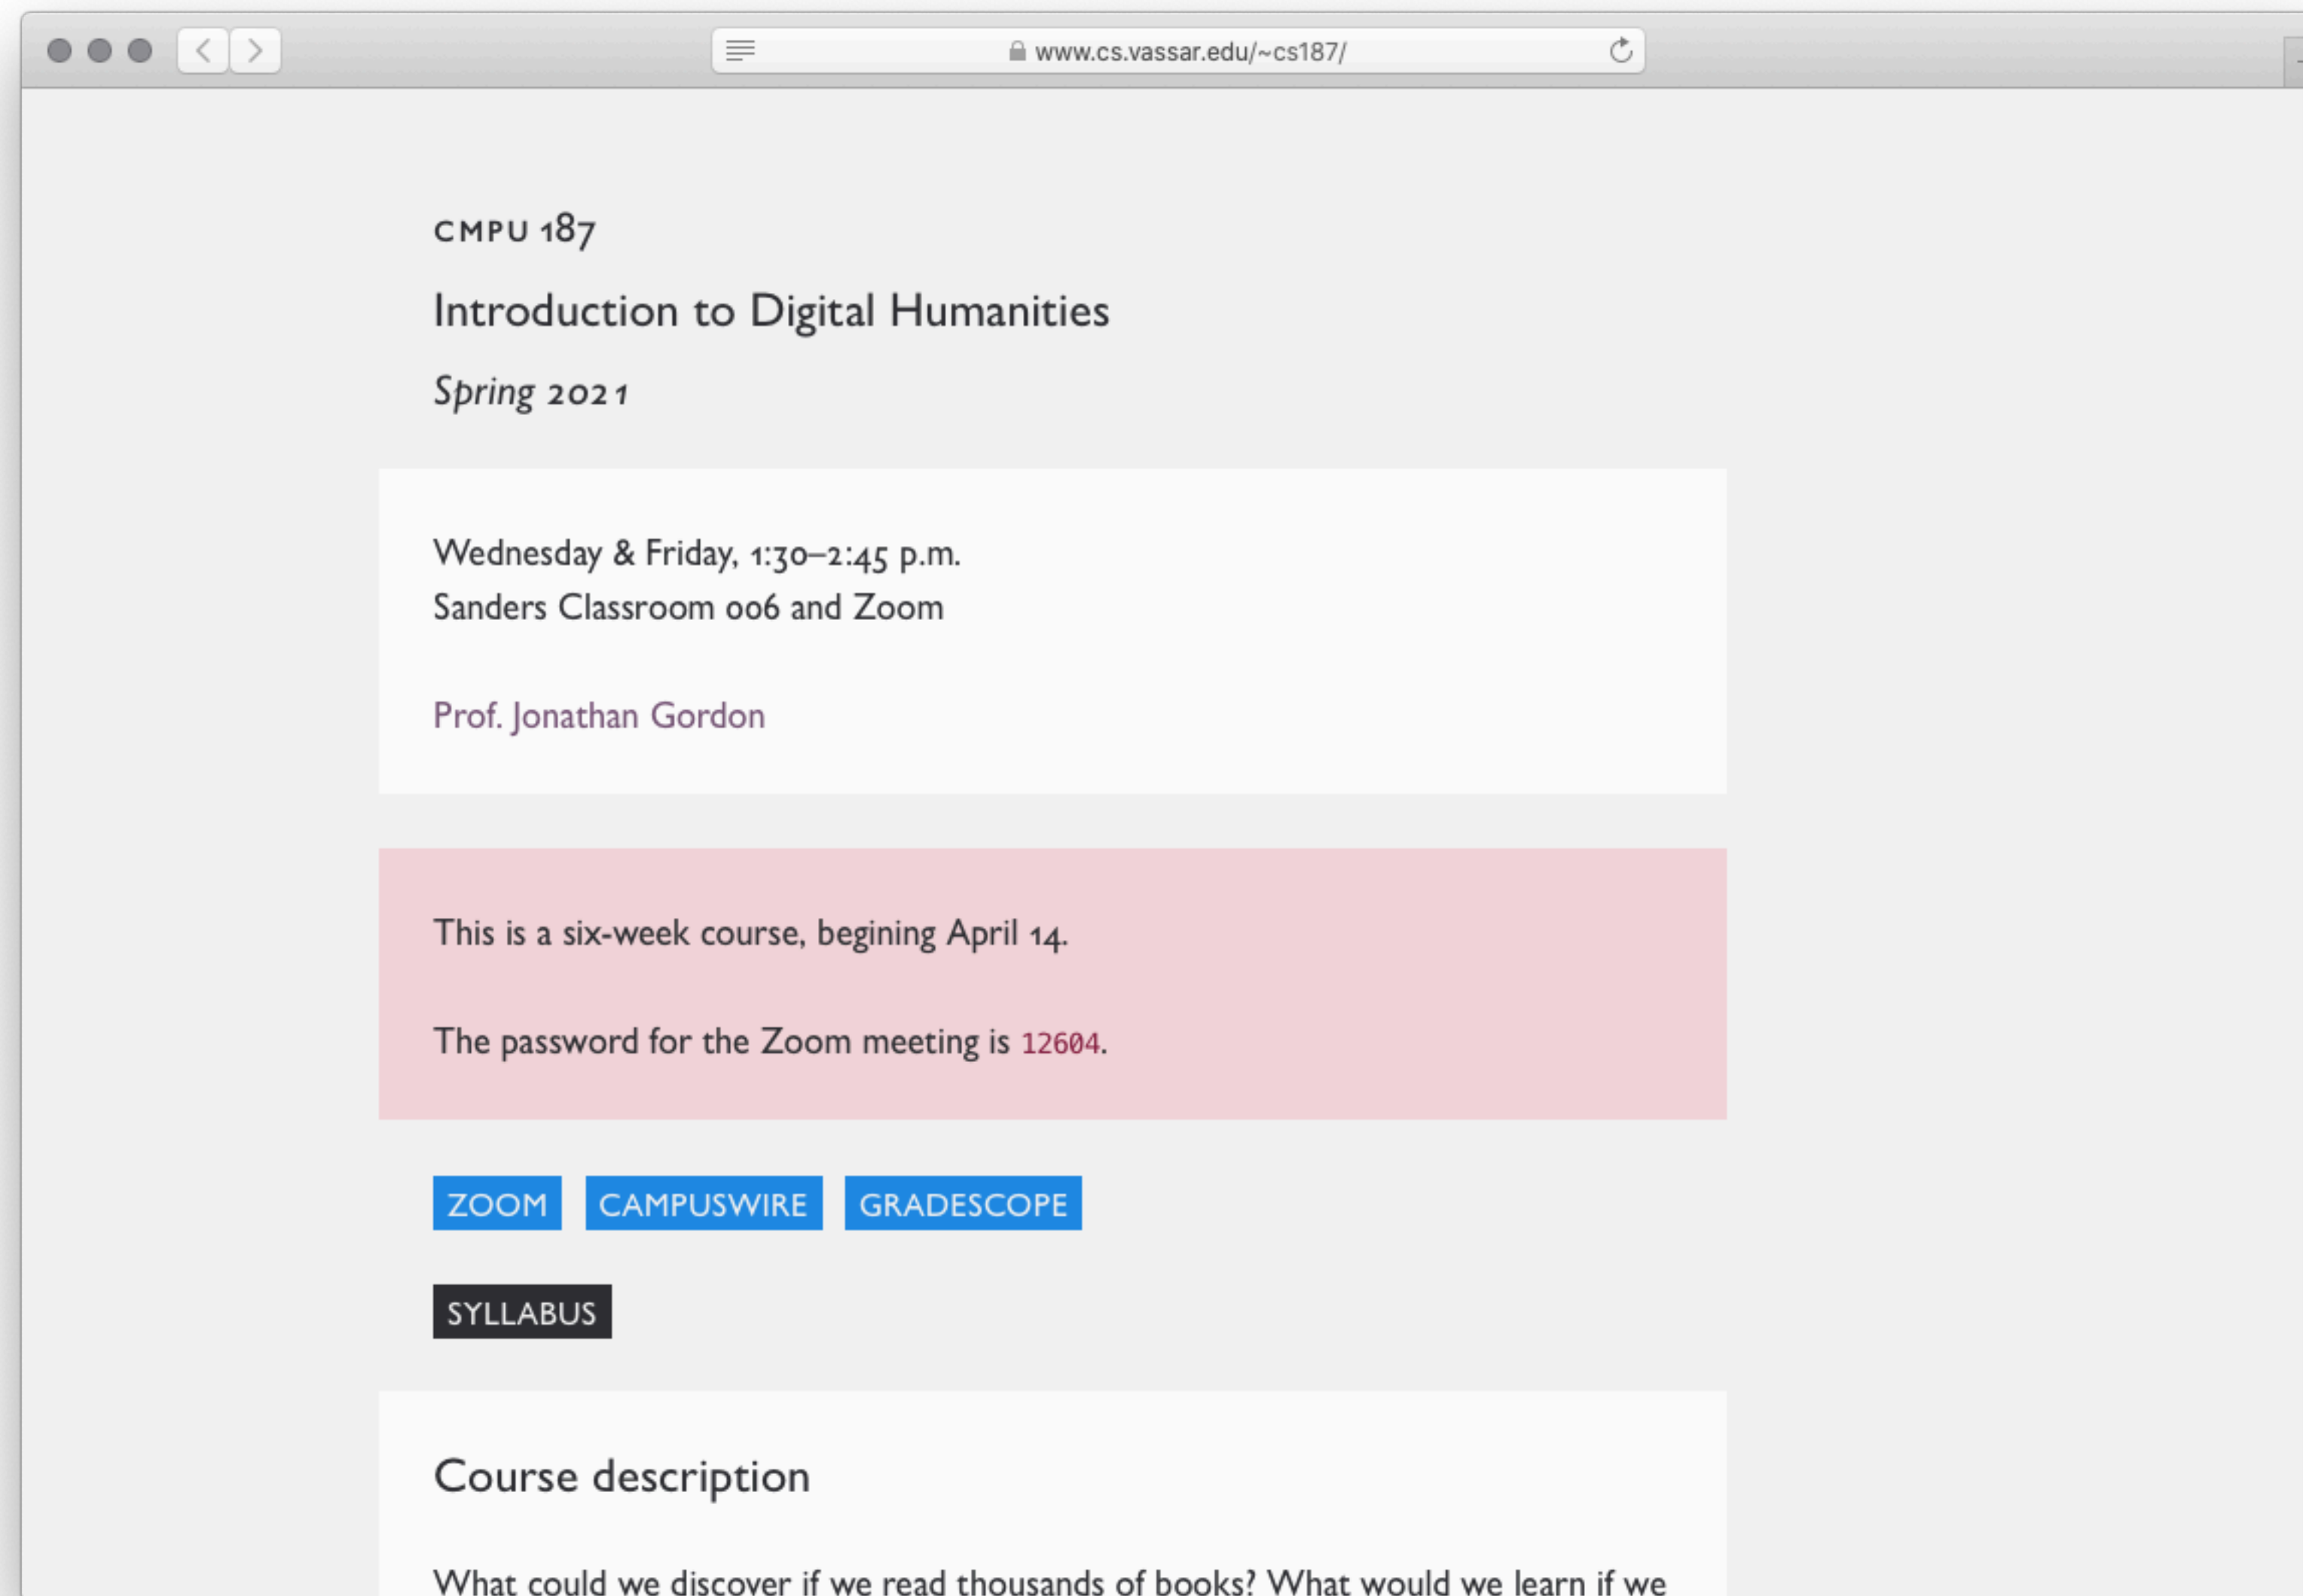 www.cs.vassar.edu/~cs187/
CMPU 187
Introduction to Digital Humanities
Spring 2021
Wednesday & Friday, 1:30–2:45 p.m.
Sanders Classroom 006 and Zoom
Prof. Jonathan Gordon
This is a six-week course, begining April 14.
The password for the Zoom meeting is 12604.
ZOOM CAMPUSWIRE GRADESCOPE
SYLLABUS
Course description
What could we discover if we read thousands of books? What would we learn if we